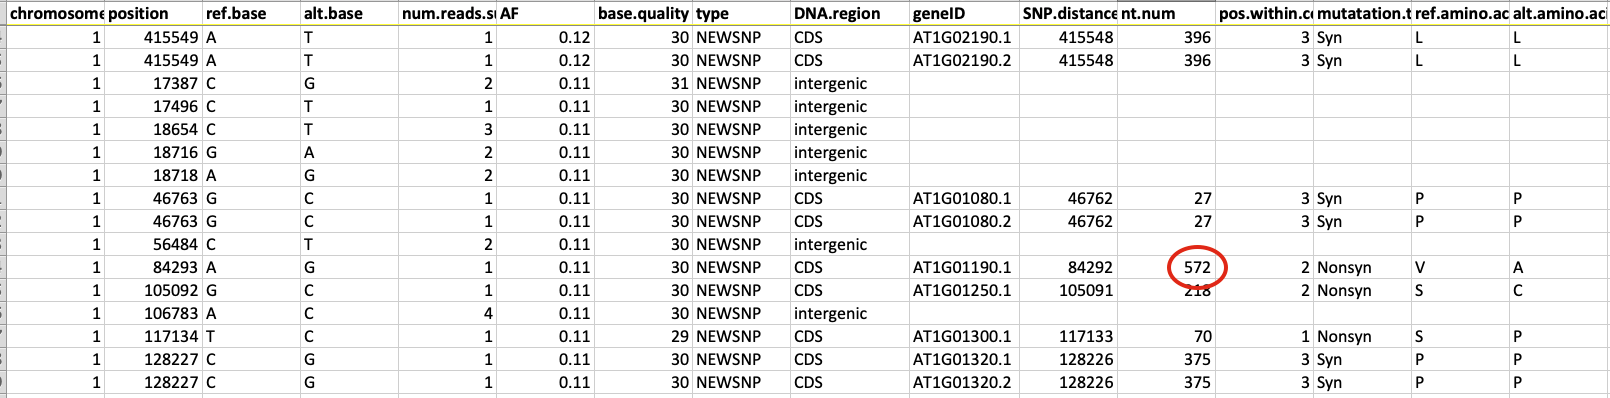 chromosome position ref.base alt.base num.reads.su AF base.quality type DNA.region geneID SNP.distance nt.num pos.within.co mutatation.t ref.amino.ac alt.amino.aci
1 415549 A T 1 0.12 30 NEWSNP CDS AT1G02190.1 415548 396 3 Syn L L
1 415549 A T 1 0.12 30 NEWSNP CDS AT1G02190.2 415548 396 3 Syn L L
1 17387 C G 2 0.11 31 NEWSNP intergenic
1 17496 C T 1 0.11 30 NEWSNP intergenic
1 18654 C T 3 0.11 30 NEWSNP intergenic
1 18716 G A 2 0.11 30 NEWSNP intergenic
1 18718 A G 2 0.11 30 NEWSNP intergenic
1 46763 G C 1 0.11 30 NEWSNP CDS AT1G01080.1 46762 27 3 Syn P P
1 46763 G C 1 0.11 30 NEWSNP CDS AT1G01080.2 46762 27 3 Syn P P
1 56484 C T 2 0.11 30 NEWSNP intergenic
1 84293 A G 1 0.11 30 NEWSNP CDS AT1G01190.1 84292 572 2 Nonsyn V A
1 105092 G C 1 0.11 30 NEWSNP CDS AT1G01250.1 105091 218 2 Nonsyn S C
1 106783 A C 4 0.11 30 NEWSNP intergenic
1 117134 T C 1 0.11 29 NEWSNP CDS AT1G01300.1 117133 70 1 Nonsyn S P
1 128227 C G 1 0.11 30 NEWSNP CDS AT1G01320.1 128226 375 3 Syn P P
1 128227 C G 1 0.11 30 NEWSNP CDS AT1G01320.2 128226 375 3 Syn P P